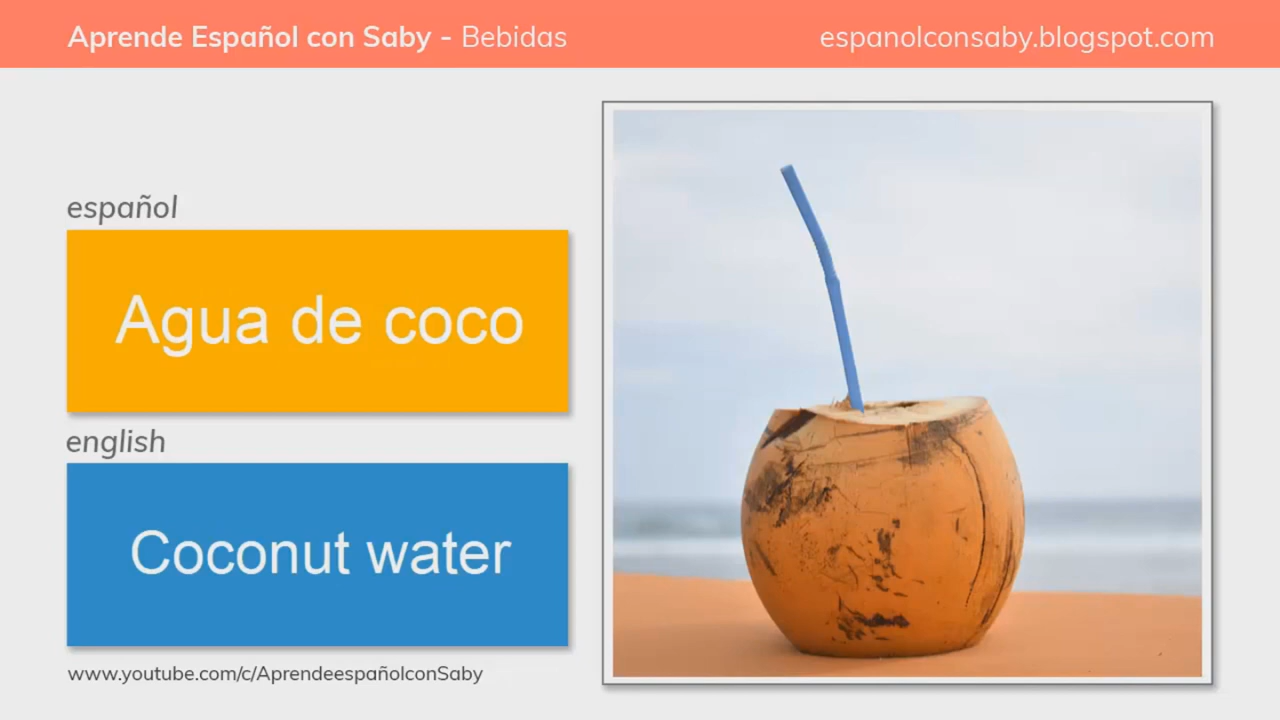 Aprende Español con Saby - Bebidas
espanolconsaby.blogspot.com
español
Agua de coco
english
Coconut water
www.youtube.com/c/AprendeespañolconSaby